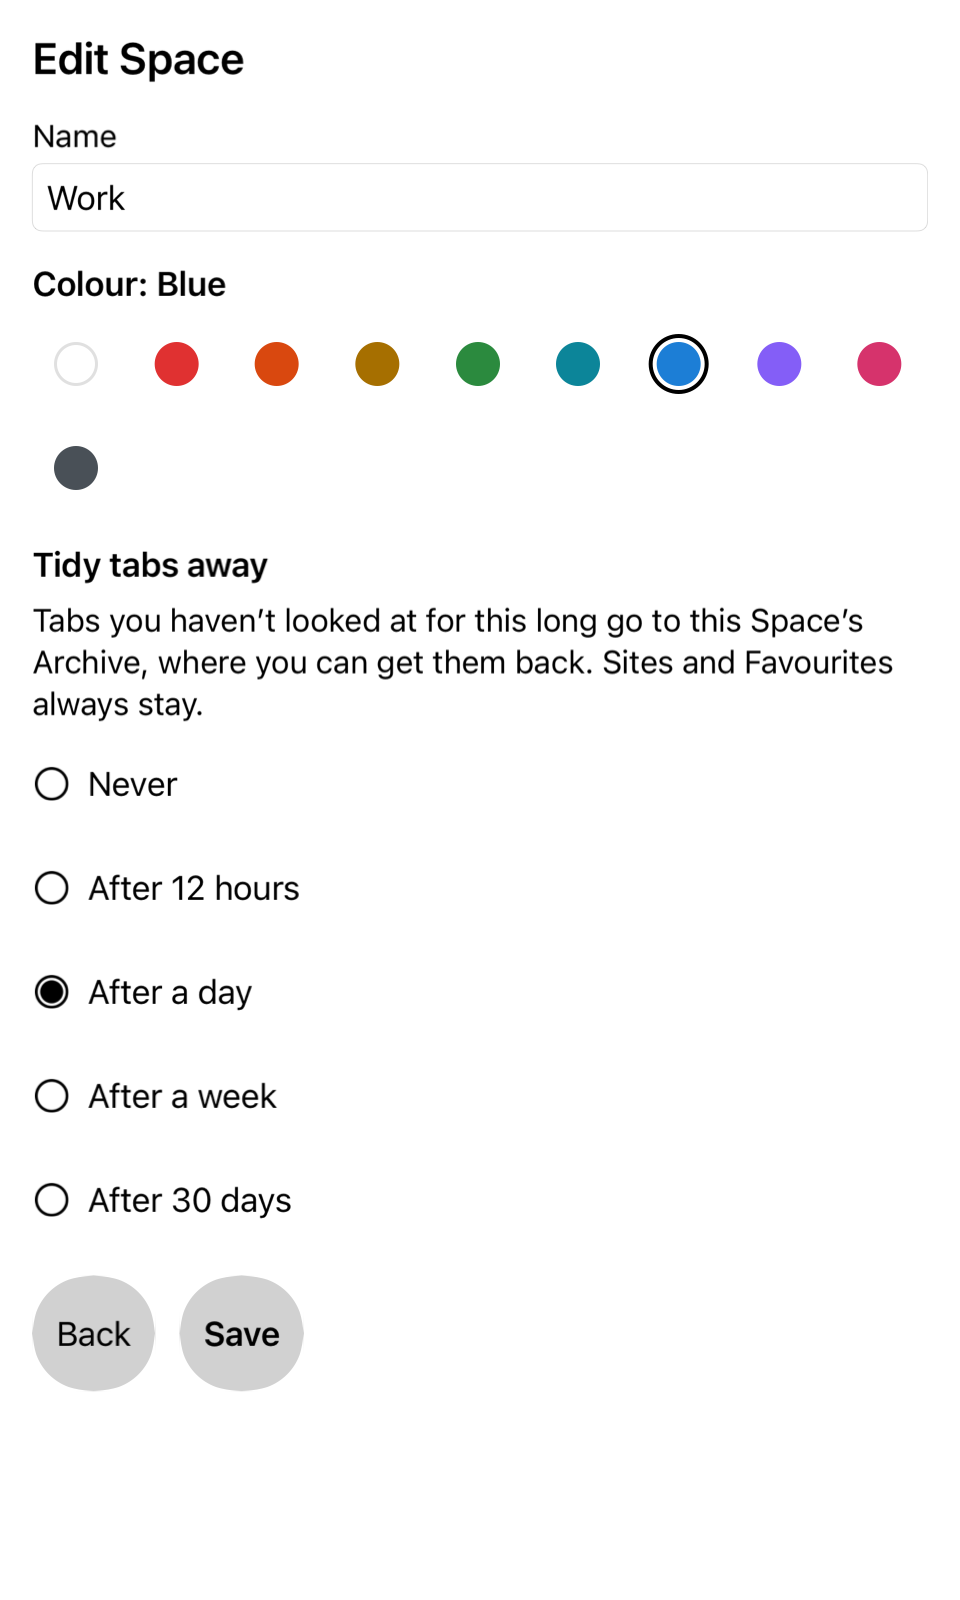 Edit Space
Name
Work
Colour: Blue
Tidy tabs away
Tabs you haven’t looked at for this long go to this Space’s
Archive, where you can get them back. Sites and Favourites
always stay.
Never
After 12 hours
After a day
After a week
After 30 days
Back
Save